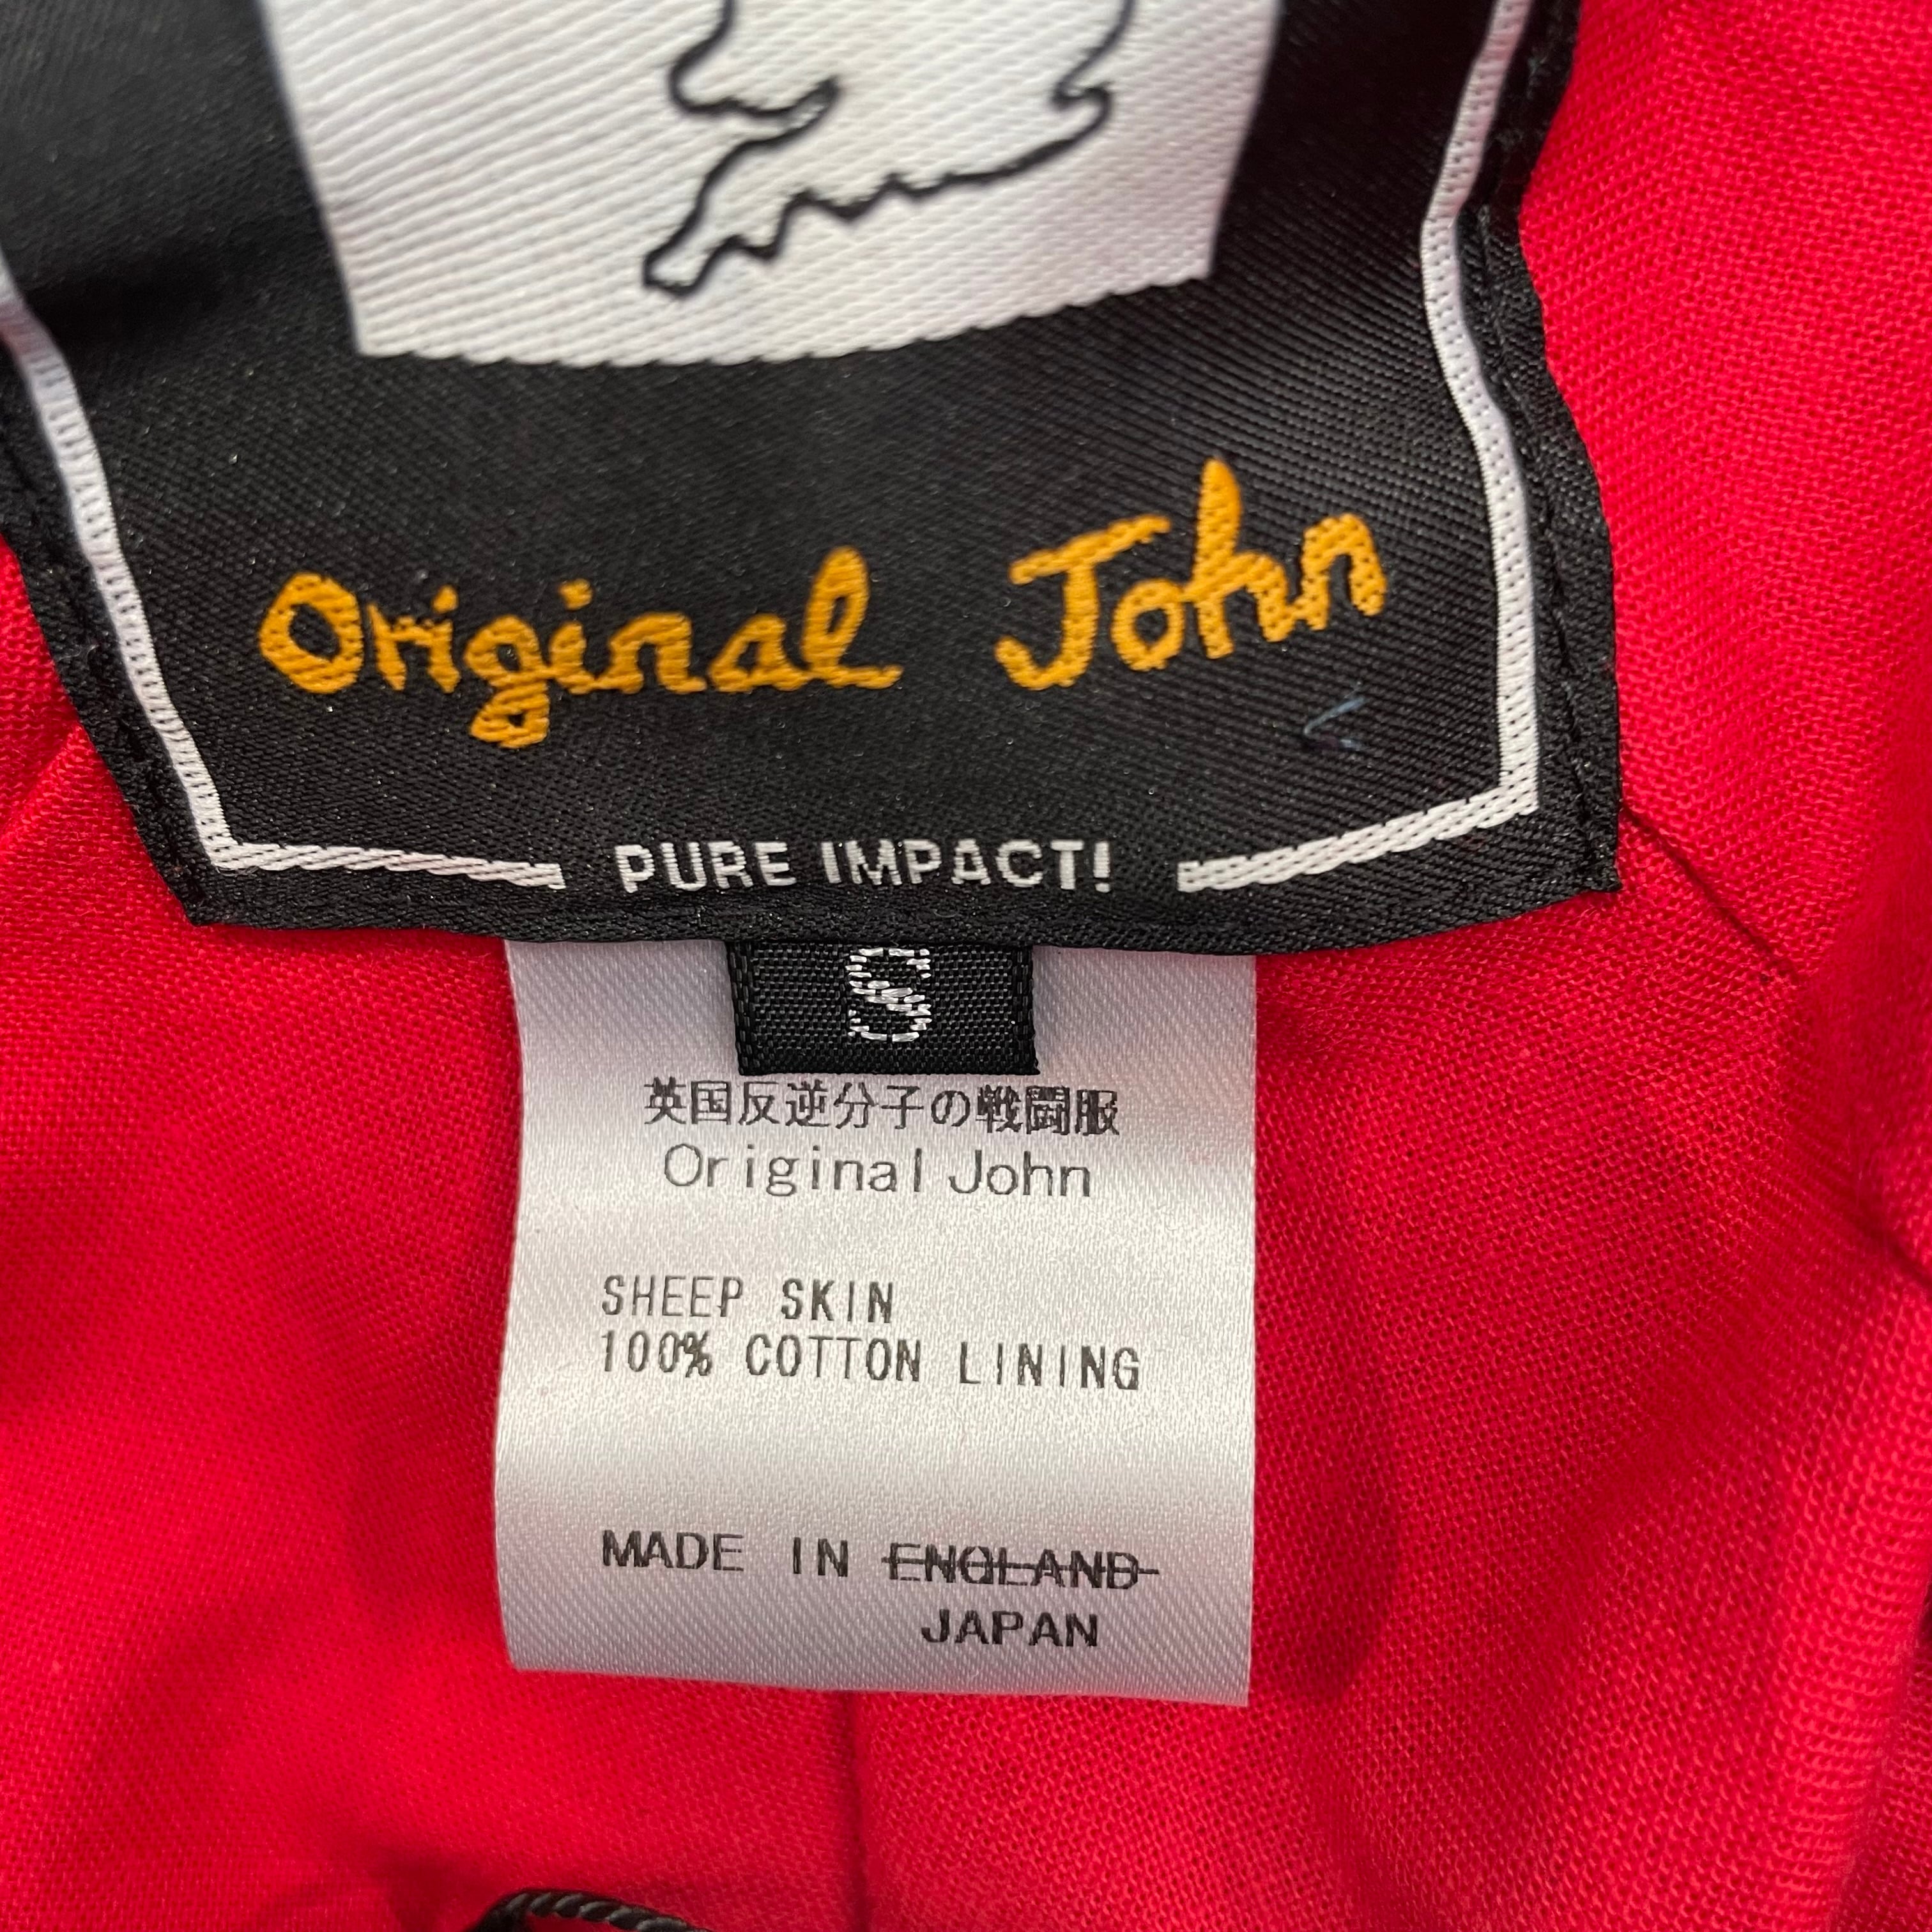 Original John
PURE IMPACT!
S
英国反逆分子の戦闘服
Original John
SHEEP SKIN
100% COTTON LINING
MADE IN ENGLAND
JAPAN